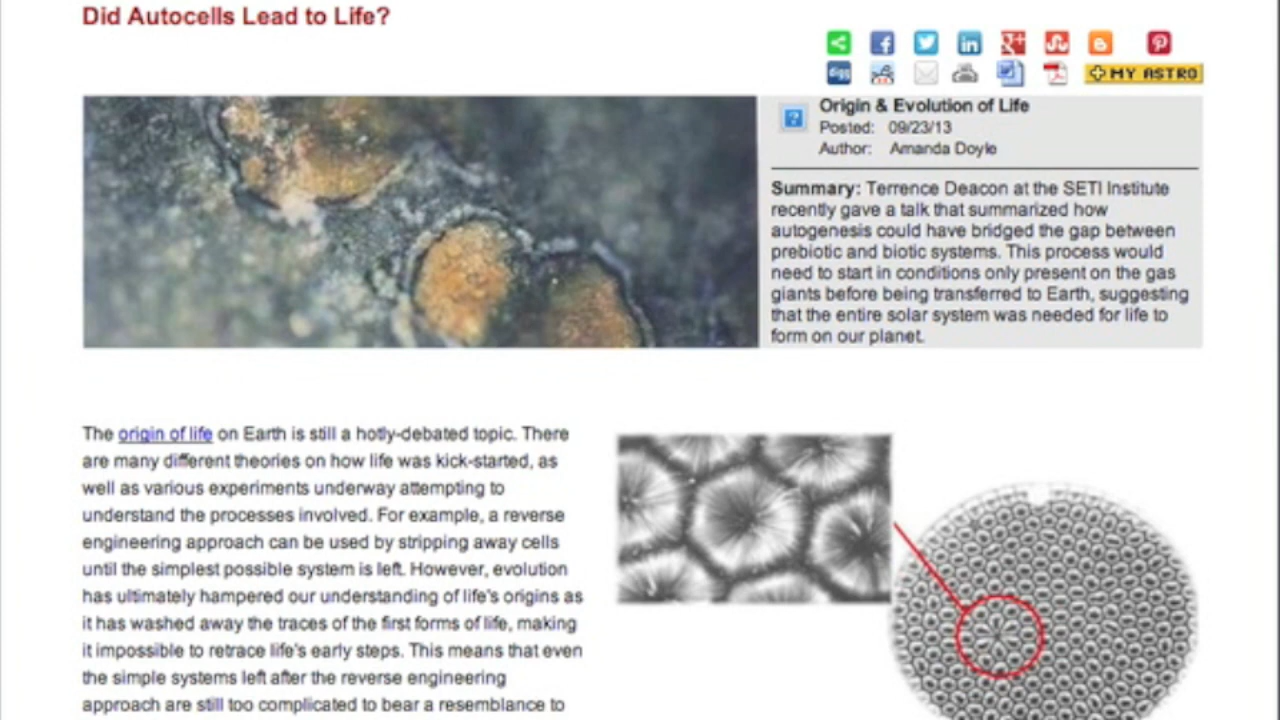 Did Autocells Lead to Life?
digg
MY ASTRO
Origin & Evolution of Life
Posted: 09/23/13
Author: Amanda Doyle
Summary: Terrence Deacon at the SETI Institute
recently gave a talk that summarized how
autogenesis could have bridged the gap between
prebiotic and biotic systems. This process would
need to start in conditions only present on the gas
giants before being transferred to Earth, suggesting
that the entire solar system was needed for life to
form on our planet.
The origin of life on Earth is still a hotly-debated topic. There
are many different theories on how life was kick-started, as
well as various experiments underway attempting to
understand the processes involved. For example, a reverse
engineering approach can be used by stripping away cells
until the simplest possible system is left. However, evolution
has ultimately hampered our understanding of life's origins as
it has washed away the traces of the first forms of life, making
it impossible to retrace life's early steps. This means that even
the simple systems left after the reverse engineering
approach are still too complicated to bear a resemblance to